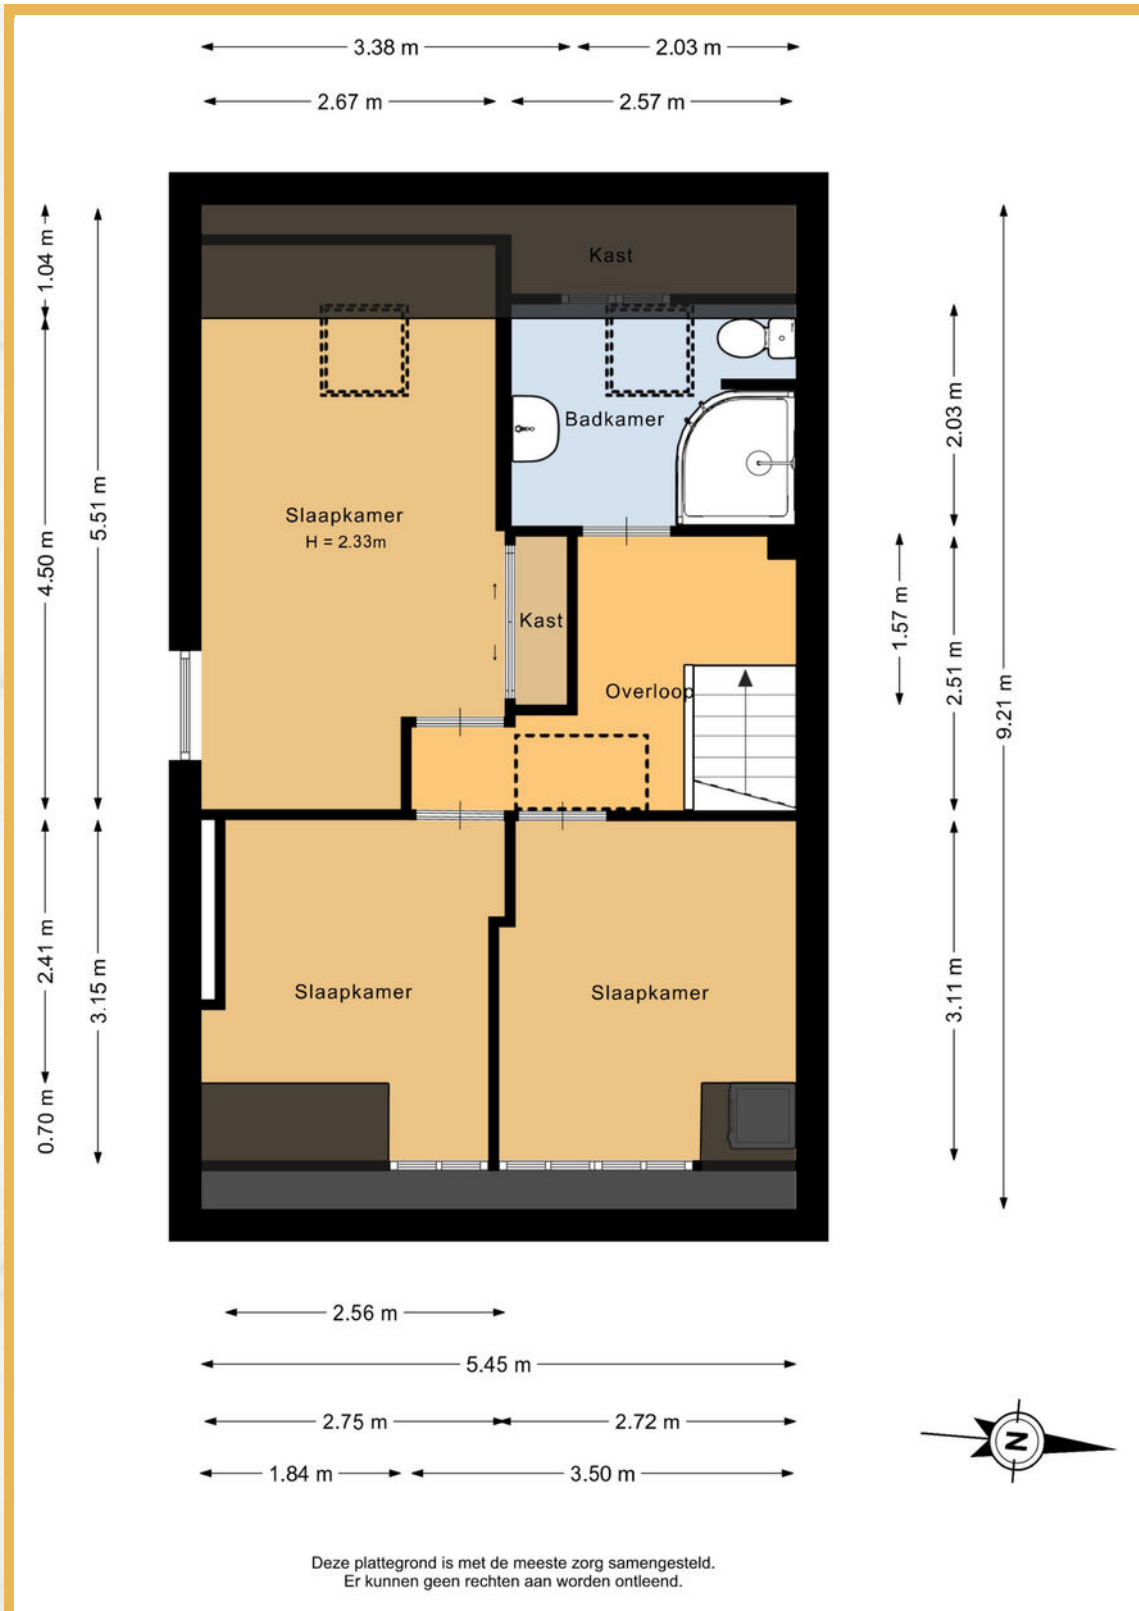 3.38 m
2.03 m
2.67 m
2.57 m
1.04 m
5.51 m
4.50 m
2.41 m
3.15 m
0.70 m
Kast
Badkamer
Slaapkamer
H = 2.33m
Kast
Overloop
Slaapkamer
Slaapkamer
2.03 m
1.57 m
2.51 m
9.21 m
3.11 m
2.56 m
5.45 m
2.75 m
2.72 m
1.84 m
3.50 m
N
Deze plattegrond is met de meeste zorg samengesteld.
Er kunnen geen rechten aan worden ontleend.